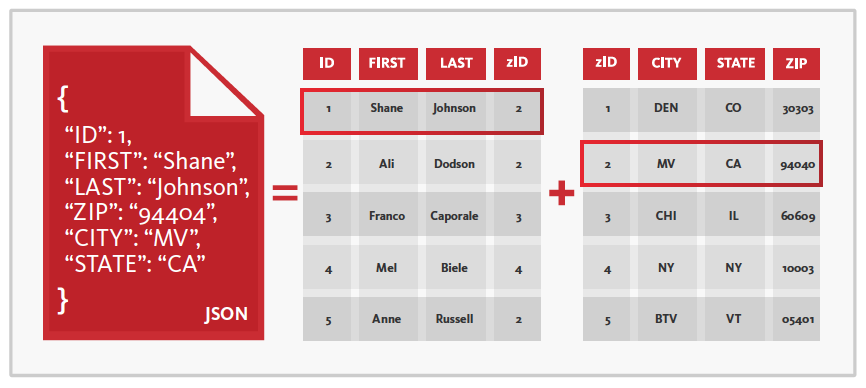 {
“ID”: 1,
“FIRST”: “Shane”,
“LAST”: “Johnson”,
“ZIP”: “94404”,
“CITY”: “MV”,
“STATE”: “CA”
}
JSON
=
ID FIRST LAST zID
1 Shane Johnson 2
2 Ali Dodson 2
3 Franco Caporale 3
4 Mel Biele 4
5 Anne Russell 2
+
zID CITY STATE ZIP
1 DEN CO 30303
2 MV CA 94040
3 CHI IL 60609
4 NY NY 10003
5 BTV VT 05401